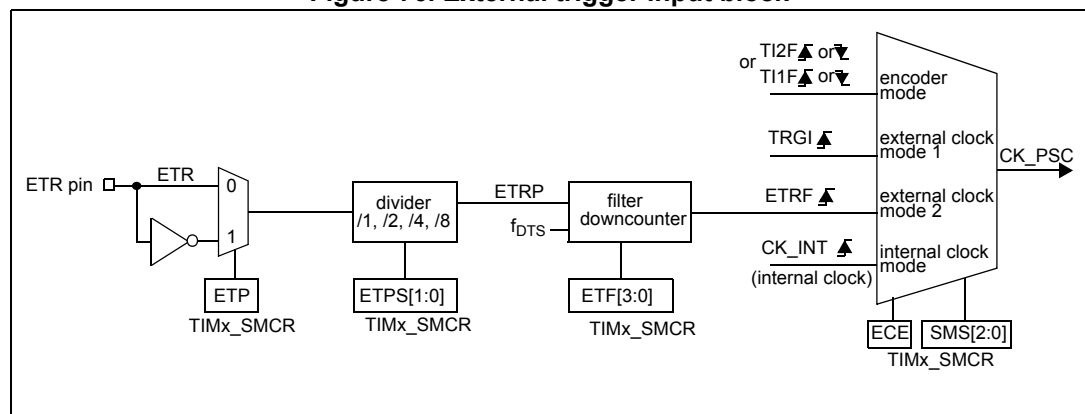 Figure 70. External trigger input block
or TI2F or
TI1F or
encoder mode
TRGI
external clock mode 1
CK_PSC
ETR pin
ETR
0
1
divider
/1, /2, /4, /8
ETRP
fDTS
filter
downcounter
ETRF
external clock mode 2
CK_INT
(internal clock)
internal clock mode
ETP
TIMx_SMCR
ETPS[1:0]
TIMx_SMCR
ETF[3:0]
TIMx_SMCR
ECE
SMS[2:0]
TIMx_SMCR